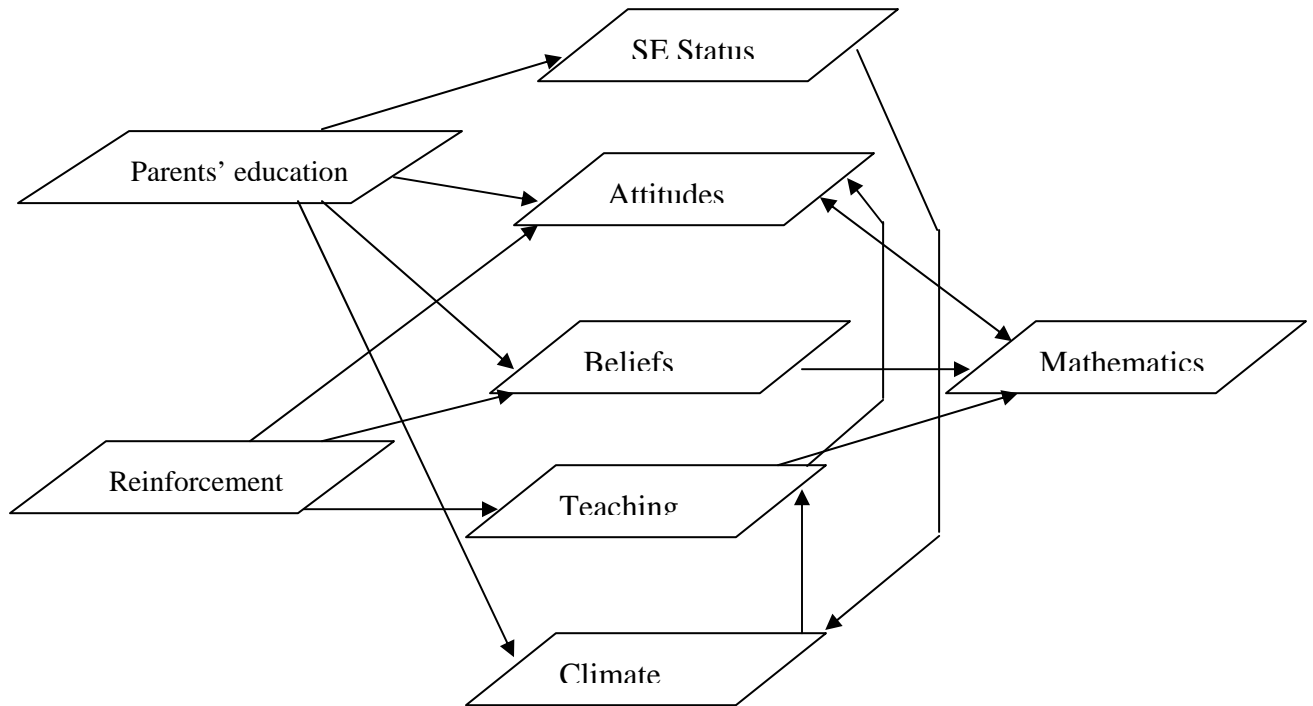 SE Status
Parents’ education
Attitudes
Beliefs
Mathematics
Reinforcement
Teaching
Climate